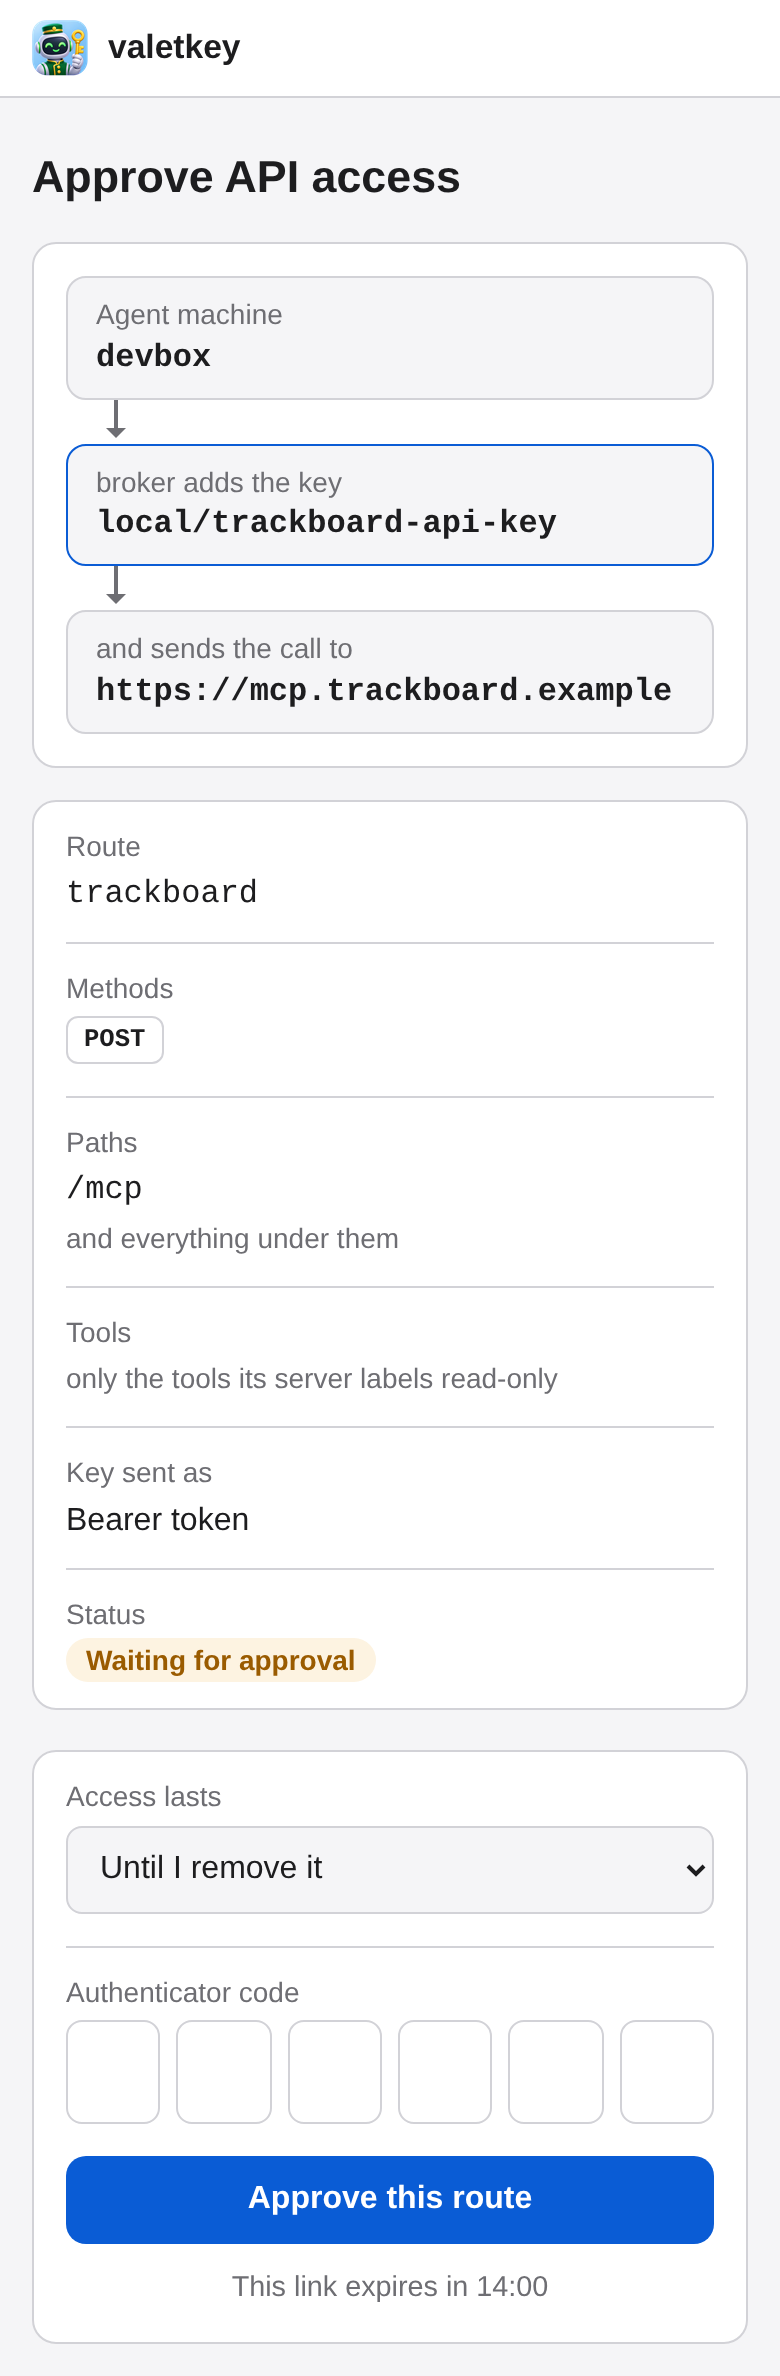 valetkey
Approve API access
Agent machine
devbox
broker adds the key
local/trackboard-api-key
and sends the call to
https://mcp.trackboard.example
Route
trackboard
Methods
POST
Paths
/mcp
and everything under them
Tools
only the tools its server labels read-only
Key sent as
Bearer token
Status
Waiting for approval
Access lasts
Until I remove it
Authenticator code
Approve this route
This link expires in 14:00